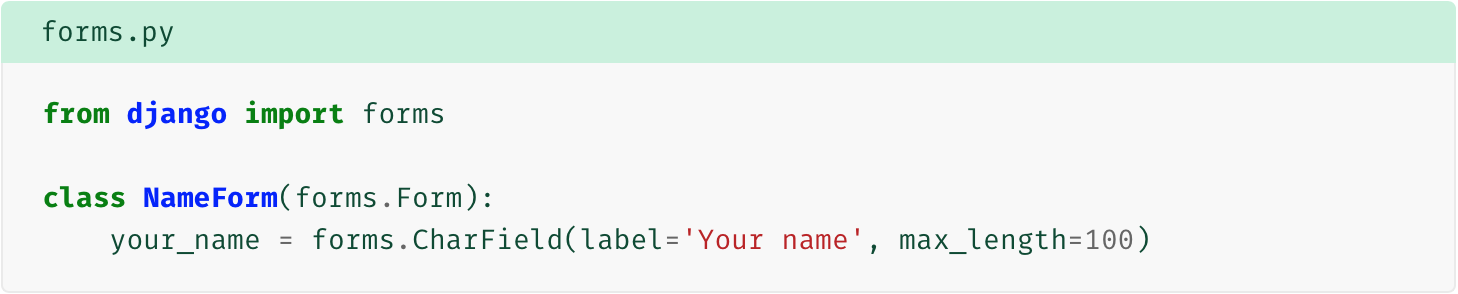 forms.py
from django import forms
class NameForm(forms.Form):
    your_name = forms.CharField(label='Your name', max_length=100)